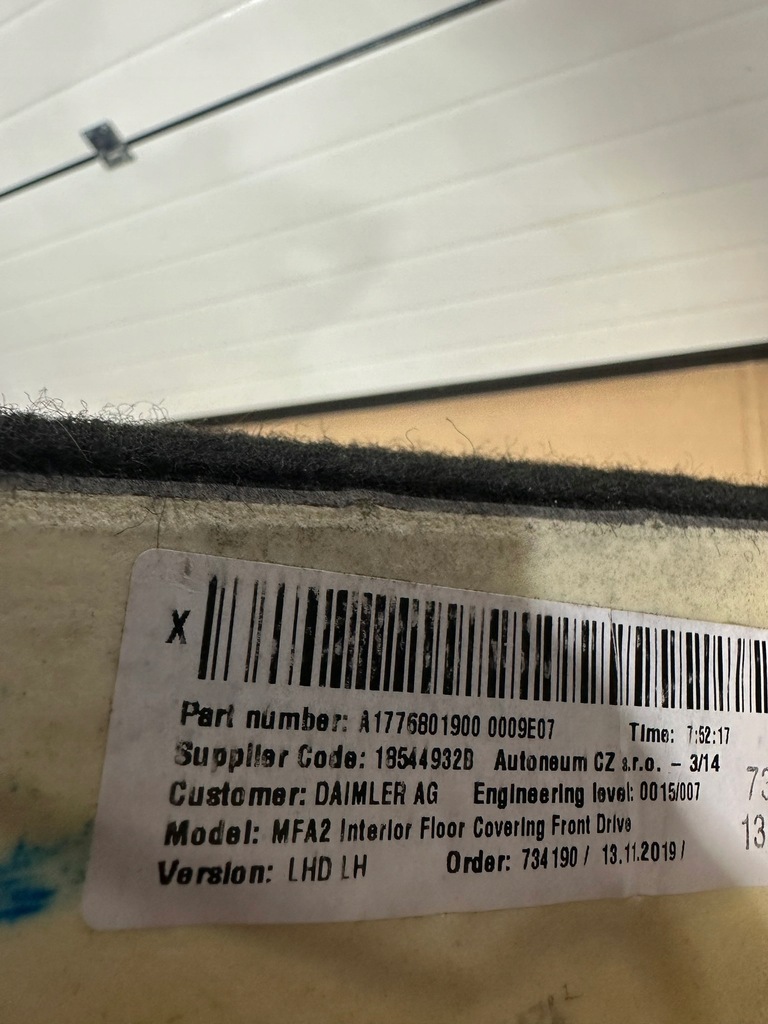 X
Part number: A1776801900 0009E07 Time: 7:52:17
Supplier Code: 18544932B Autoneum CZ s.r.o. - 3/14
Customer: DAIMLER AG Engineering level: 0015/007
Model: MFA2 Interior Floor Covering Front Drive
Version: LHD LH Order: 734190 / 13.11.2019 /
73
13